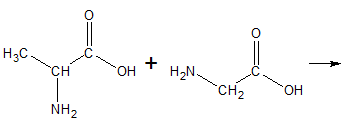 O O
H₃C
CH OH + H₂N
CH₂ OH
NH₂